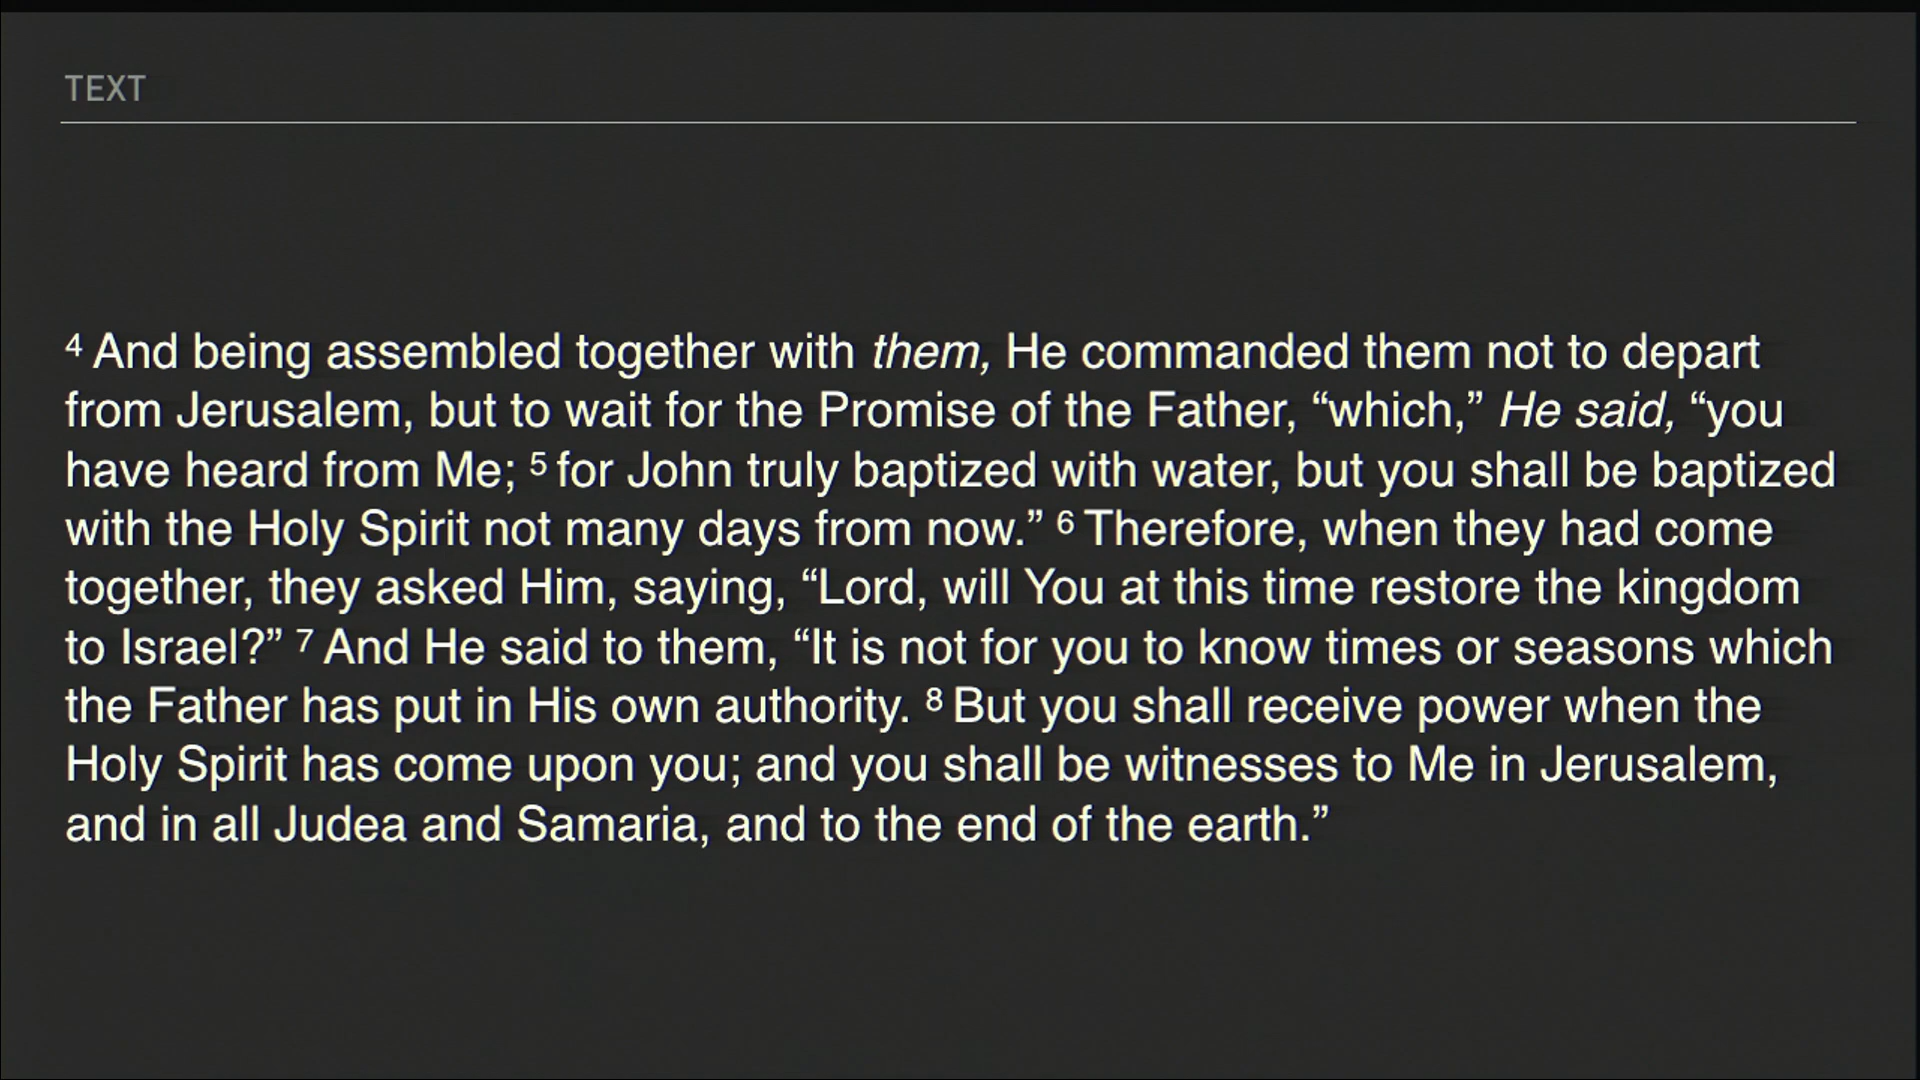 TEXT
4 And being assembled together with them, He commanded them not to depart
from Jerusalem, but to wait for the Promise of the Father, “which,” He said, “you
have heard from Me; 5 for John truly baptized with water, but you shall be baptized
with the Holy Spirit not many days from now.” 6 Therefore, when they had come
together, they asked Him, saying, “Lord, will You at this time restore the kingdom
to Israel?” 7 And He said to them, “It is not for you to know times or seasons which
the Father has put in His own authority. 8 But you shall receive power when the
Holy Spirit has come upon you; and you shall be witnesses to Me in Jerusalem,
and in all Judea and Samaria, and to the end of the earth.”